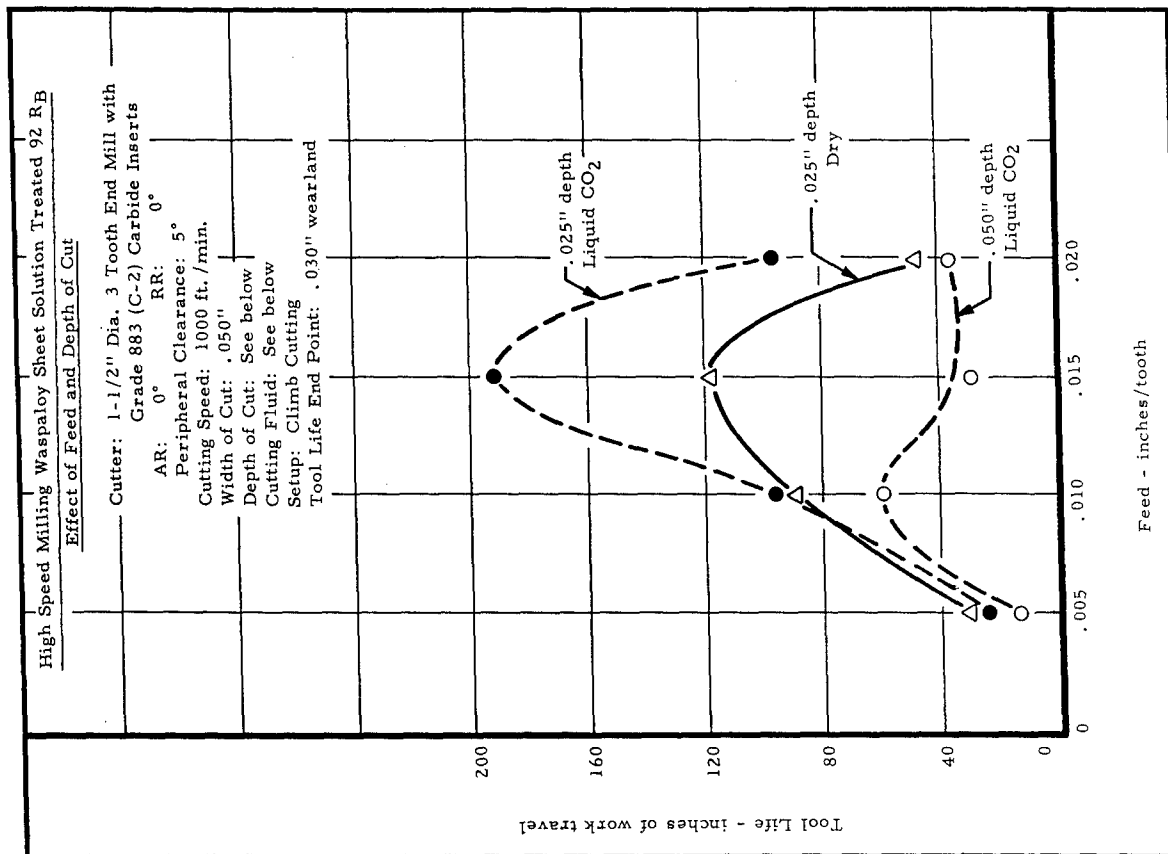 High Speed Milling Waspaloy Sheet Solution Treated 92 RB
Effect of Feed and Depth of Cut
Cutter: 1-1/2" Dia. 3 Tooth End Mill with
Grade 883 (C-2) Carbide Inserts
AR: 0° RR: 0°
Peripheral Clearance: 5°
Cutting Speed: 1000 ft./min.
Width of Cut: .050"
Depth of Cut: See below
Cutting Fluid: See below
Setup: Climb Cutting
Tool Life End Point: .030" wearland
.025" depth
Liquid CO2
.025" depth
Dry
.050" depth
Liquid CO2
200
160
120
80
40
0
Tool Life - inches of work travel
0 .005 .010 .015 .020
Feed - inches/tooth